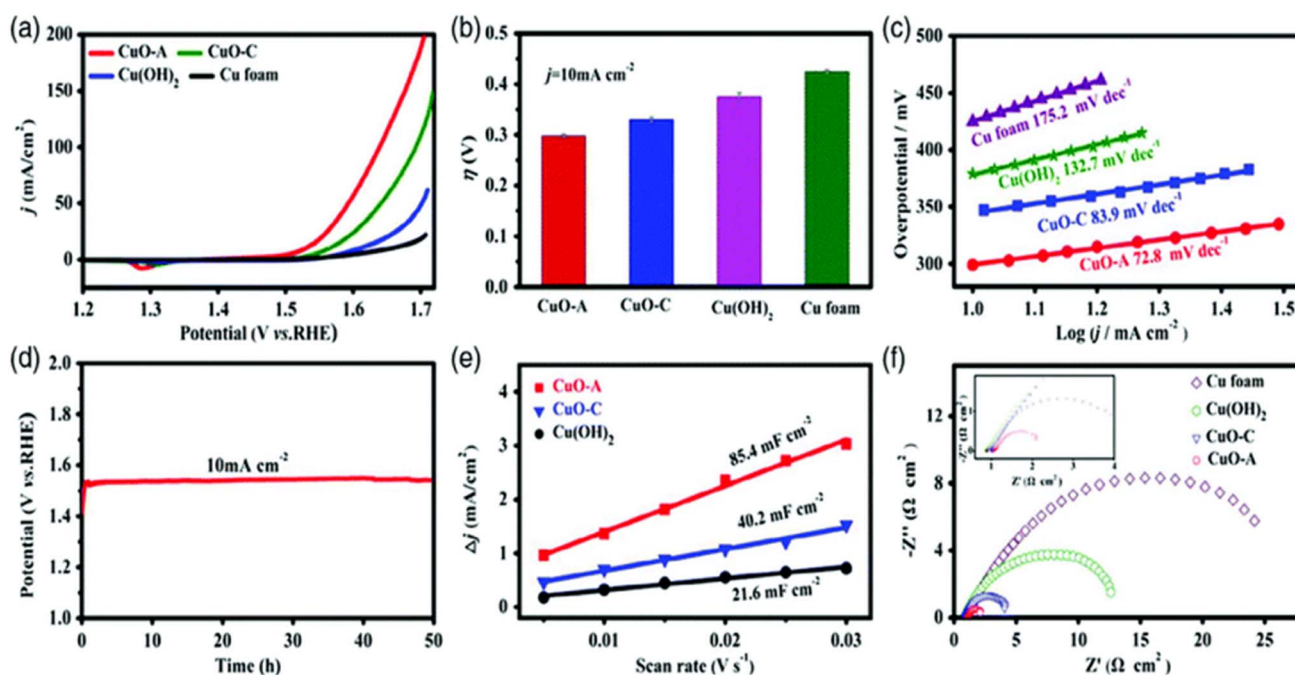 (a)
CuO-A
CuO-C
Cu(OH)₂
Cu foam
200
150
100
50
0
j (mA/cm²)
1.2 1.3 1.4 1.5 1.6 1.7
Potential (V vs.RHE)
(b)
j=10mA cm⁻²
0.5
0.4
0.3
0.2
0.1
0.0
η (V)
CuO-A CuO-C Cu(OH)₂ Cu foam
(c)
450
400
350
300
Overpotential / mV
Cu foam 175.2 mV dec⁻¹
Cu(OH)₂ 132.7 mV dec⁻¹
CuO-C 83.9 mV dec⁻¹
CuO-A 72.8 mV dec⁻¹
1.0 1.1 1.2 1.3 1.4 1.5
Log (j / mA cm⁻²)
(d)
2.0
1.8
1.6
1.4
1.2
1.0
Potential (V vs.RHE)
10mA cm⁻²
0 10 20 30 40 50
Time (h)
(e)
CuO-A
CuO-C
Cu(OH)₂
4
3
2
1
0
Δj (mA/cm²)
85.4 mF cm⁻²
40.2 mF cm⁻²
21.6 mF cm⁻²
0.01 0.02 0.03
Scan rate (V s⁻¹)
(f)
Cu foam
Cu(OH)₂
CuO-C
CuO-A
12
8
4
0
-Z'' (Ω cm²)
0 5 10 15 20 25
Z' (Ω cm²)
-Z'' (Ω cm²)
1
0
1 2 3 4
Z' (Ω cm²)